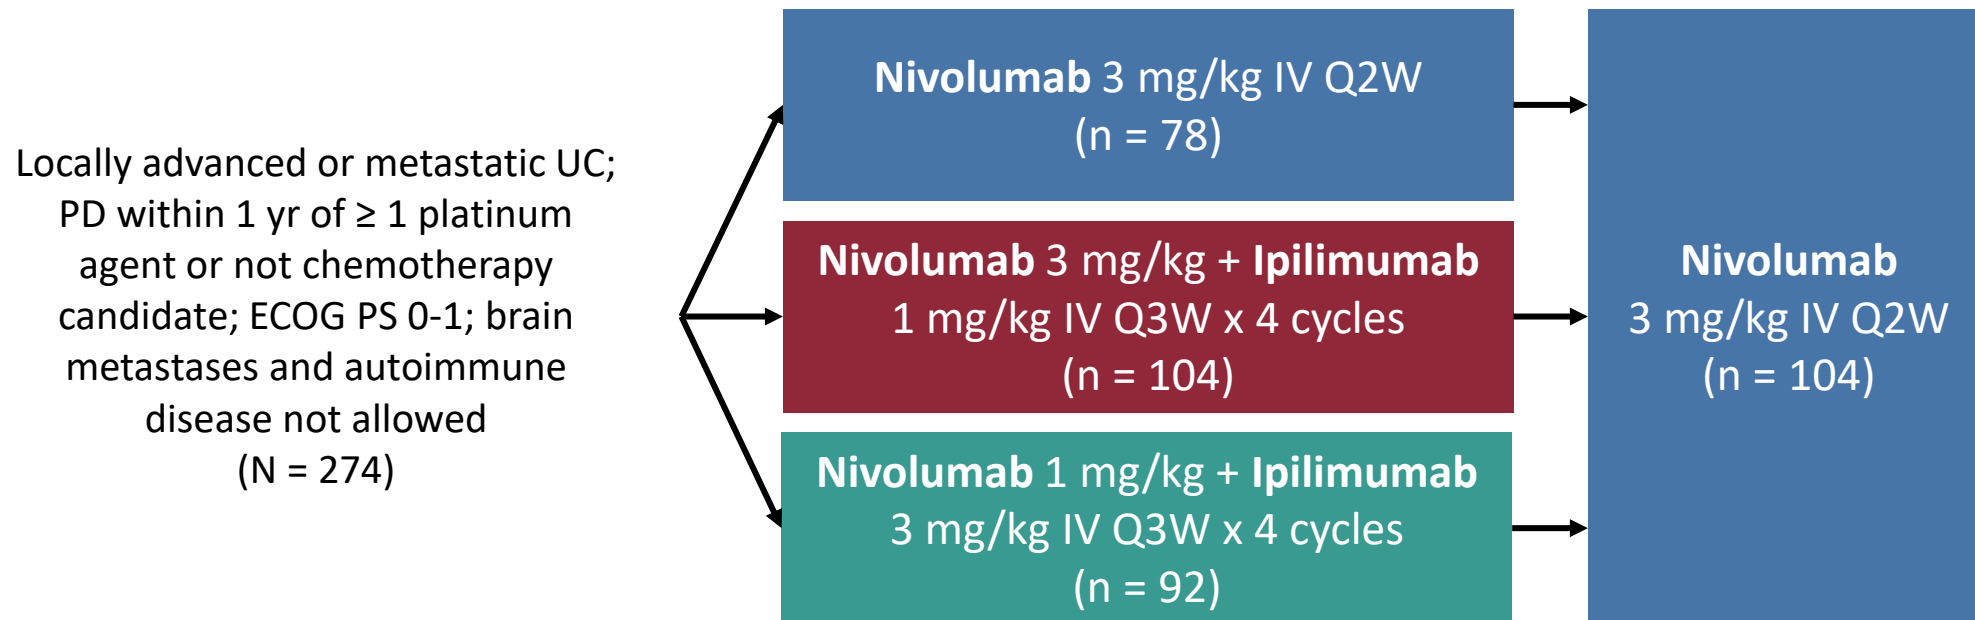 Locally advanced or metastatic UC;
PD within 1 yr of ≥ 1 platinum
agent or not chemotherapy
candidate; ECOG PS 0-1; brain
metastases and autoimmune
disease not allowed
(N = 274)
Nivolumab 3 mg/kg IV Q2W
(n = 78)
Nivolumab 3 mg/kg + Ipilimumab
1 mg/kg IV Q3W x 4 cycles
(n = 104)
Nivolumab 1 mg/kg + Ipilimumab
3 mg/kg IV Q3W x 4 cycles
(n = 92)
Nivolumab
3 mg/kg IV Q2W
(n = 104)